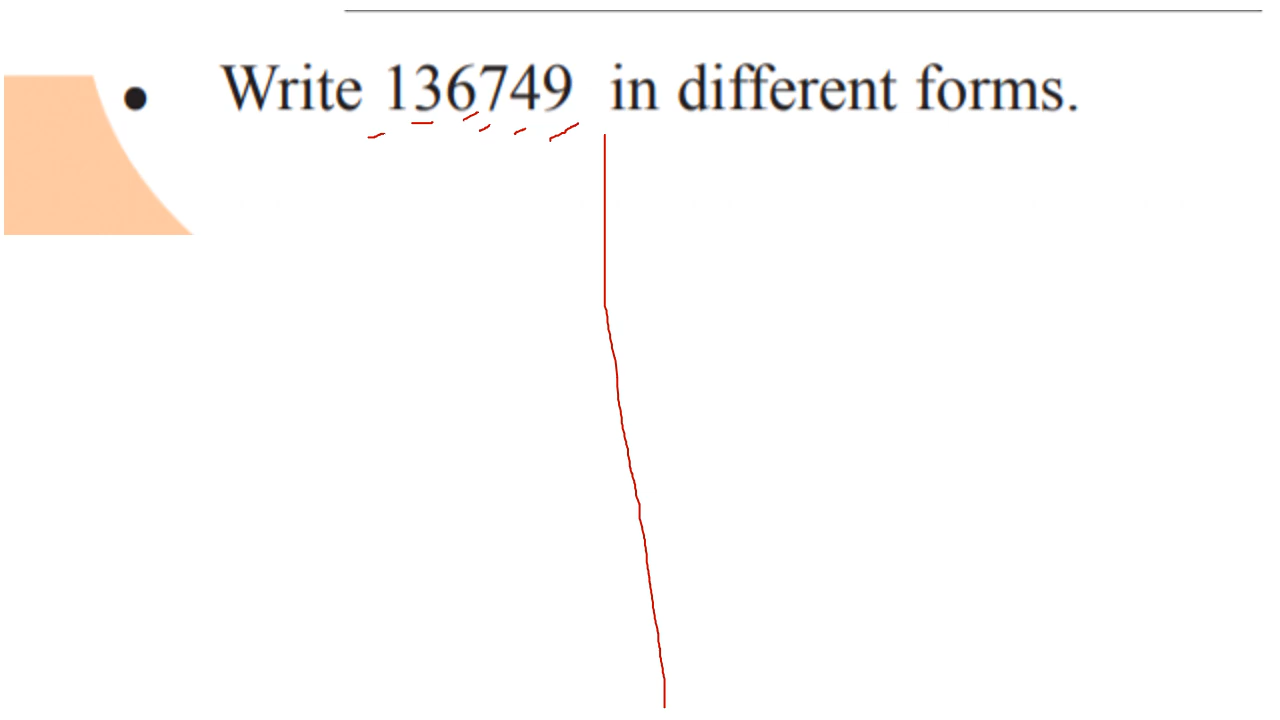 • Write 136749 in different forms.